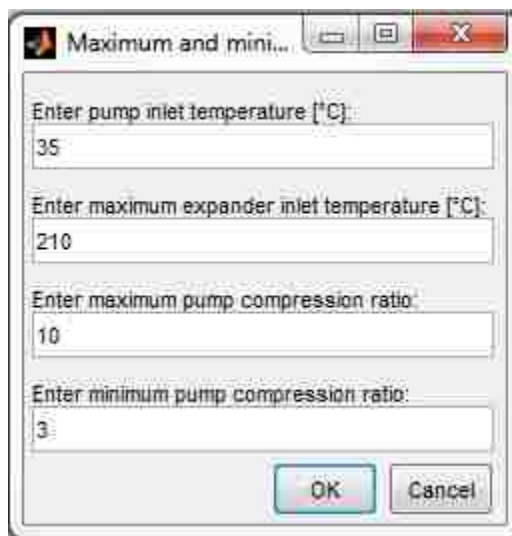 Maximum and mini...
Enter pump inlet temperature [°C]:
35
Enter maximum expander inlet temperature [°C]:
210
Enter maximum pump compression ratio:
10
Enter minimum pump compression ratio:
3
OK Cancel